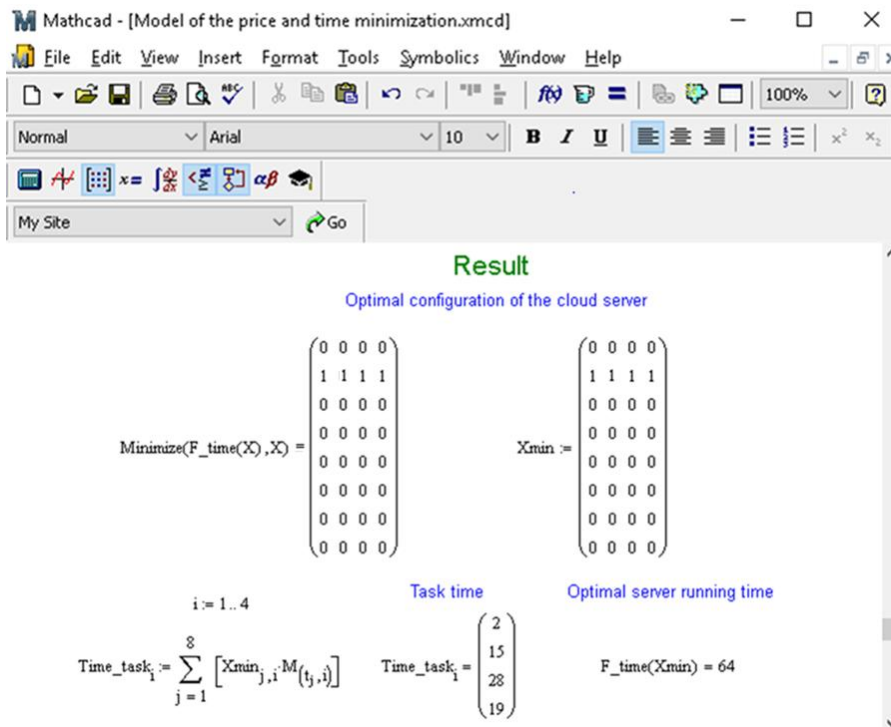 Mathcad - [Model of the price and time minimization.xmcd]
File Edit View Insert Format Tools Symbolics Window Help
100%
Normal Arial 10 B I U x² ×₂
x= ∫ dy/dx αβ
My Site Go
Result
Optimal configuration of the cloud server
0 0 0 0 0 0 0 0
1 1 1 1 1 1 1 1
0 0 0 0 0 0 0 0
0 0 0 0 0 0 0 0
Minimize(F_time(X),X) = Xmin :=
0 0 0 0 0 0 0 0
0 0 0 0 0 0 0 0
0 0 0 0 0 0 0 0
0 0 0 0 0 0 0 0
i := 1..4 Task time Optimal server running time
8
Time_task_i := ∑ [Xmin_j,i·M_(t_j,i)] Time_task_i = F_time(Xmin) = 64
j = 1
2
15
28
19